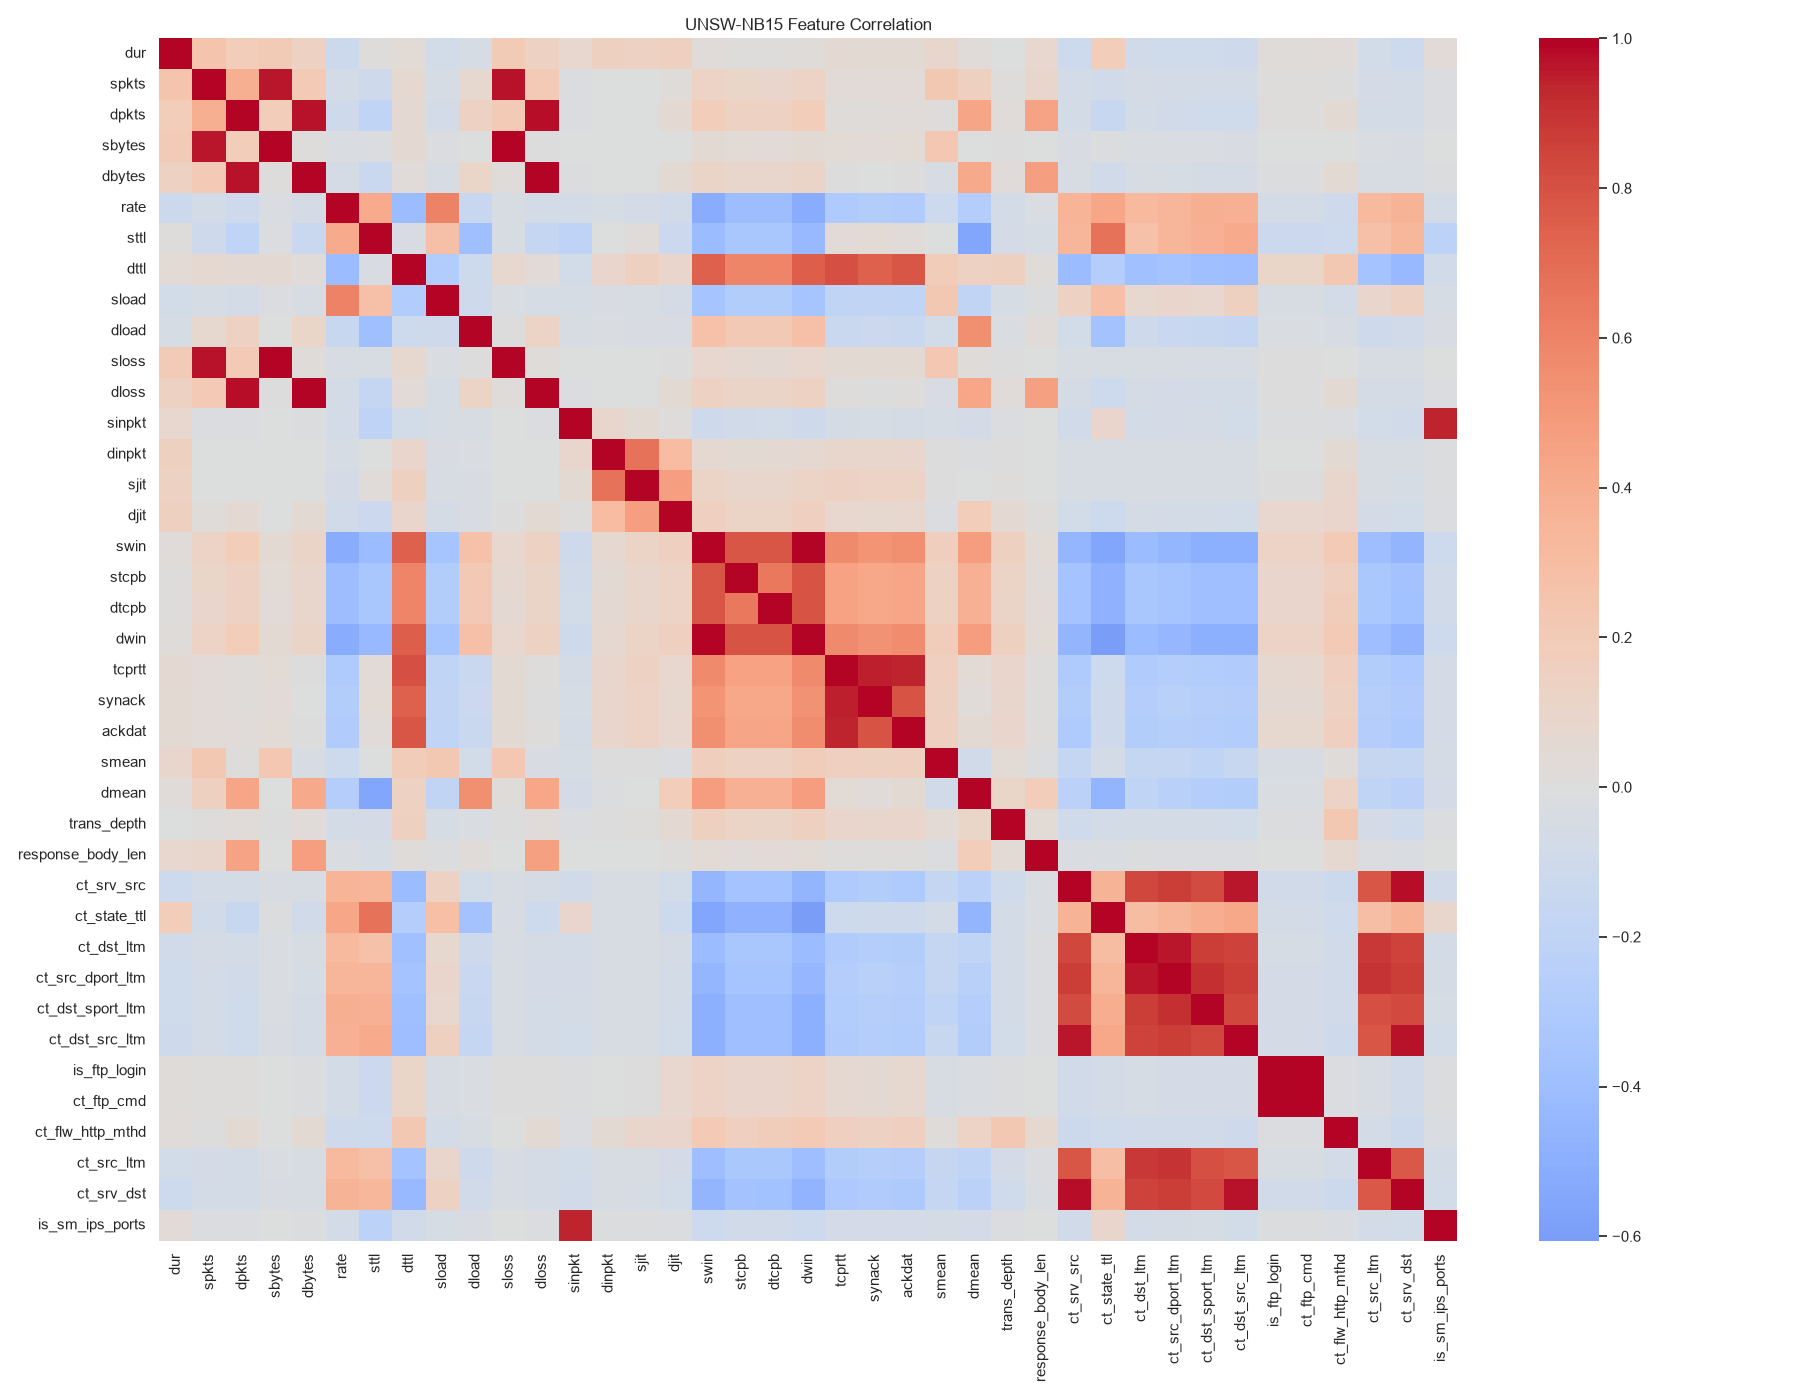 UNSW-NB15 Feature Correlation
dur
spkts
dpkts
sbytes
dbytes
rate
sttl
dttl
sload
dload
sloss
dloss
sinpkt
dinpkt
sjit
djit
swin
stcpb
dtcpb
dwin
tcprtt
synack
ackdat
smean
dmean
trans_depth
response_body_len
ct_srv_src
ct_state_ttl
ct_dst_ltm
ct_src_dport_ltm
ct_dst_sport_ltm
ct_dst_src_ltm
is_ftp_login
ct_ftp_cmd
ct_flw_http_mthd
ct_src_ltm
ct_srv_dst
is_sm_ips_ports
dur
spkts
dpkts
sbytes
dbytes
rate
sttl
dttl
sload
dload
sloss
dloss
sinpkt
dinpkt
sjit
djit
swin
stcpb
dtcpb
dwin
tcprtt
synack
ackdat
smean
dmean
trans_depth
response_body_len
ct_srv_src
ct_state_ttl
ct_dst_ltm
ct_src_dport_ltm
ct_dst_sport_ltm
ct_dst_src_ltm
is_ftp_login
ct_ftp_cmd
ct_flw_http_mthd
ct_src_ltm
ct_srv_dst
is_sm_ips_ports
1.0
0.8
0.6
0.4
0.2
0.0
−0.2
−0.4
−0.6